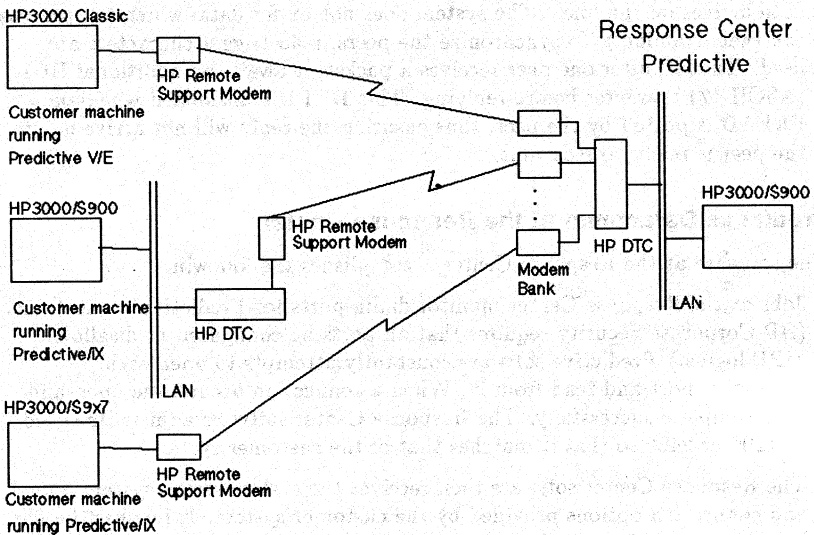 HP3000 Classic
HP Remote
Support Modem
Customer machine
running
Predictive V/E
Response Center
Predictive
HP3000/S900
HP Remote
Support Modem
HP DTC
Customer machine
running
Predictive/IX
LAN
Modem
Bank
HP DTC
LAN
HP3000/S900
HP3000/S9x7
HP Remote
Support Modem
Customer machine
running Predictive/IX